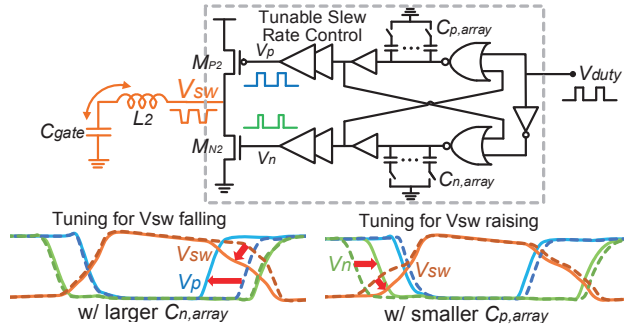 Tunable Slew
Rate Control
Cp,array
MP2
Vp
Vduty
Vsw
L2
Cgate
MN2
Vn
Cn,array
Tuning for Vsw falling
Vsw
Vp
w/ larger Cn,array
Tuning for Vsw raising
Vn
Vsw
w/ smaller Cp,array